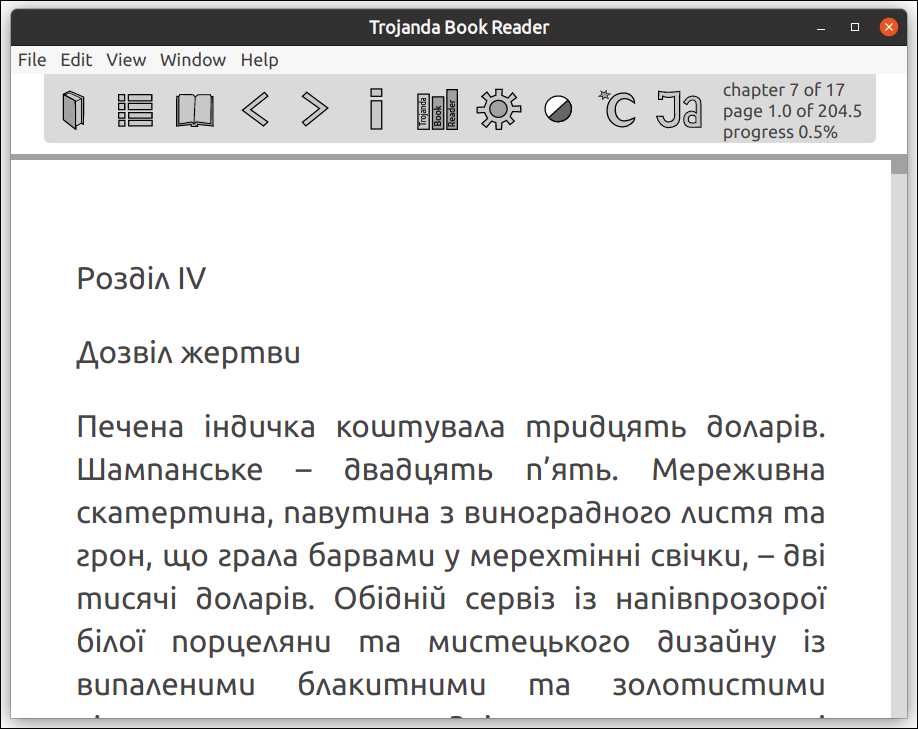 Trojanda Book Reader
File Edit View Window Help
Trojanda
Book
Reader
chapter 7 of 17
page 1.0 of 204.5
progress 0.5%
Розділ IV
Дозвіл жертви
Печена індичка коштувала тридцять доларів.
Шампанське – двадцять п’ять. Мереживна
скатертина, павутина з виноградного листя та
грон, що грала барвами у мерехтінні свічки, – дві
тисячі доларів. Обідній сервіз із напівпрозорої
білої порцеляни та мистецького дизайну із
випаленими блакитними та золотистими